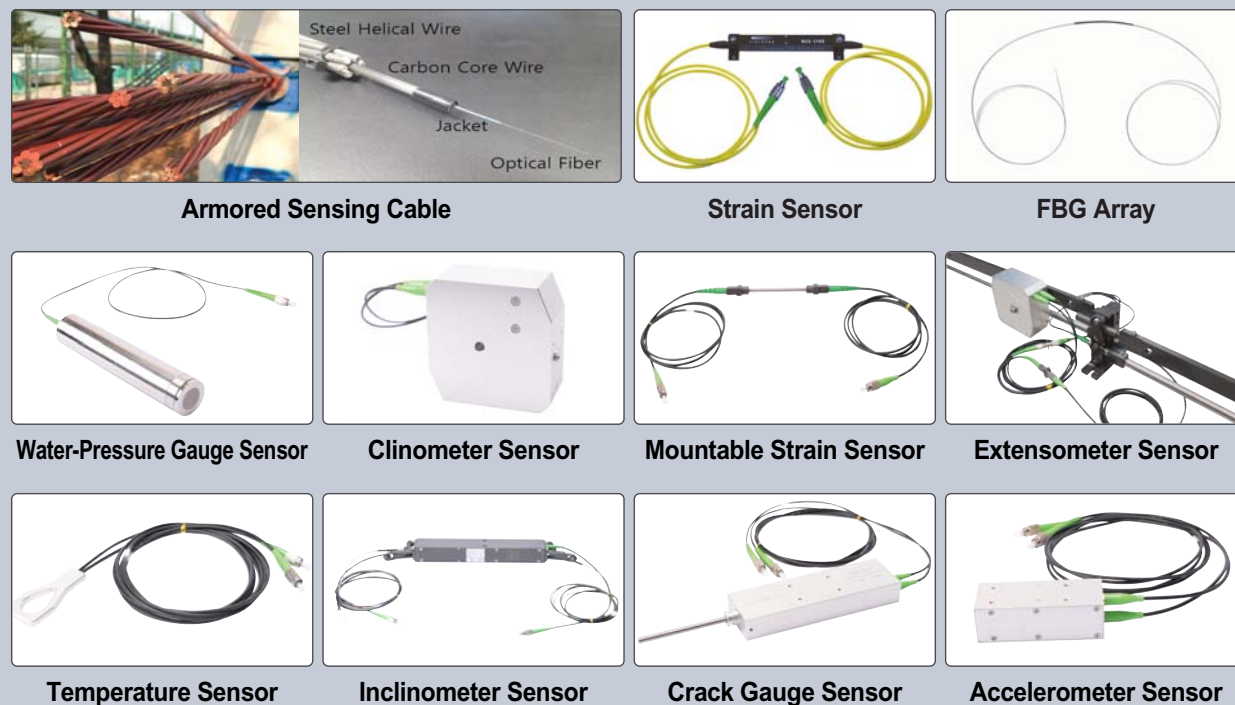 Steel Helical Wire
Carbon Core Wire
Jacket
Optical Fiber
Armored Sensing Cable
Strain Sensor
FBG Array
Water-Pressure Gauge Sensor
Clinometer Sensor
Mountable Strain Sensor
Extensometer Sensor
Temperature Sensor
Inclinometer Sensor
Crack Gauge Sensor
Accelerometer Sensor